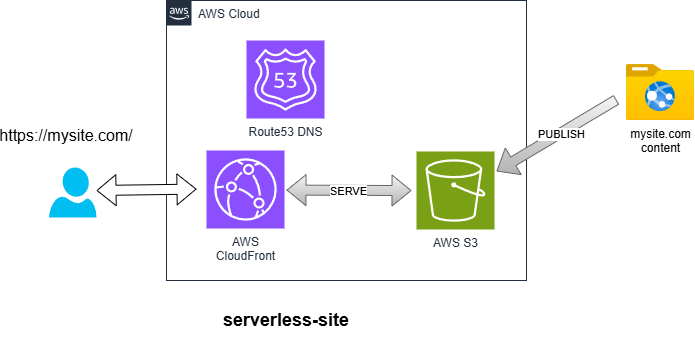 aws
AWS Cloud
53
Route53 DNS
https://mysite.com/
PUBLISH
mysite.com
content
SERVE
AWS
CloudFront
AWS S3
serverless-site